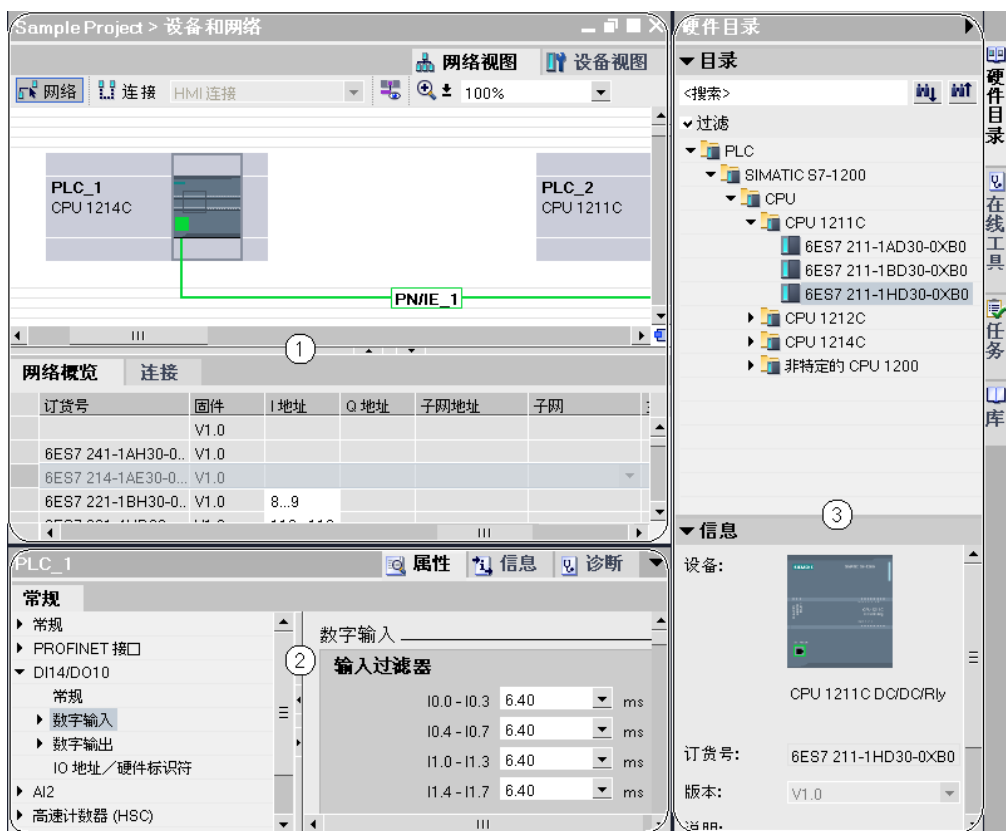 Sample Project > 设备和网络
网络视图 设备视图
网络 连接 HMI连接 100%
PLC_1
CPU 1214C
PLC_2
CPU 1211C
PN/IE_1
1
网络概览 连接
订货号 固件 I地址 Q地址 子网地址 子网
V1.0
6ES7 241-1AH30-0.. V1.0
6ES7 214-1AE30-0... V1.0
6ES7 221-1BH30-0.. V1.0 8...9
PLC_1 属性 信息 诊断
常规
常规
PROFINET 接口
DI14/DO10
常规
数字输入
数字输出
IO 地址／硬件标识符
AI2
高速计数器 (HSC)
2
数字输入
输入过滤器
I0.0 - I0.3 6.40 ms
I0.4 - I0.7 6.40 ms
I1.0 - I1.3 6.40 ms
I1.4 - I1.7 6.40 ms
硬件目录
目录
<搜索>
过滤
PLC
SIMATIC S7-1200
CPU
CPU 1211C
6ES7 211-1AD30-0XB0
6ES7 211-1BD30-0XB0
6ES7 211-1HD30-0XB0
CPU 1212C
CPU 1214C
非特定的 CPU 1200
3
信息
设备:
CPU 1211C DC/DC/Rly
订货号: 6ES7 211-1HD30-0XB0
版本: V1.0
说明:
硬件目录
在线工具
任务
库